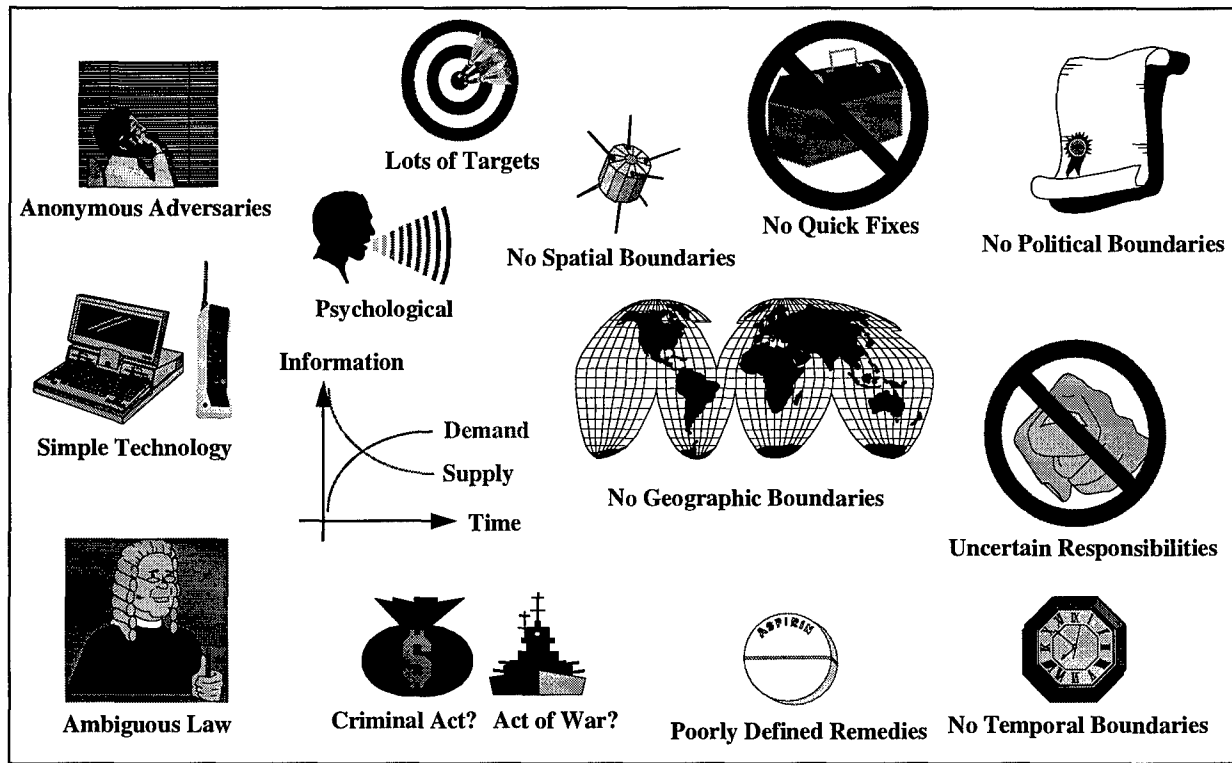 Lots of Targets
Anonymous Adversaries
No Spatial Boundaries
No Quick Fixes
No Political Boundaries
Psychological
Information
Demand
Supply
Time
Simple Technology
No Geographic Boundaries
Uncertain Responsibilities
$
ASPIRIN
Ambiguous Law
Criminal Act?
Act of War?
Poorly Defined Remedies
No Temporal Boundaries